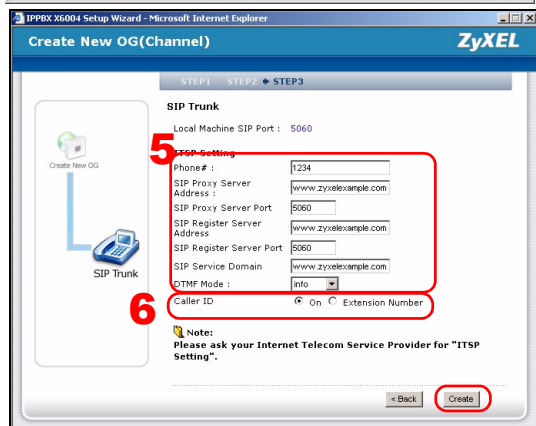 IPPBX X6004 Setup Wizard - Microsoft Internet Explorer
Create New OG(Channel)
ZyXEL
STEP1 STEP2 STEP3
SIP Trunk
Local Machine SIP Port : 5060
5
ITSP Setting
Create New OG
Phone# : 1234
SIP Proxy Server
Address : www.zyxelexample.com
SIP Proxy Server Port 5060
SIP Register Server
Address www.zyxelexample.com
SIP Register Server Port 5060
SIP Service Domain www.zyxelexample.com
SIP Trunk
DTMF Mode : info
6
Caller ID On Extension Number
Note:
Please ask your Internet Telecom Service Provider for "ITSP
Setting".
< Back Create